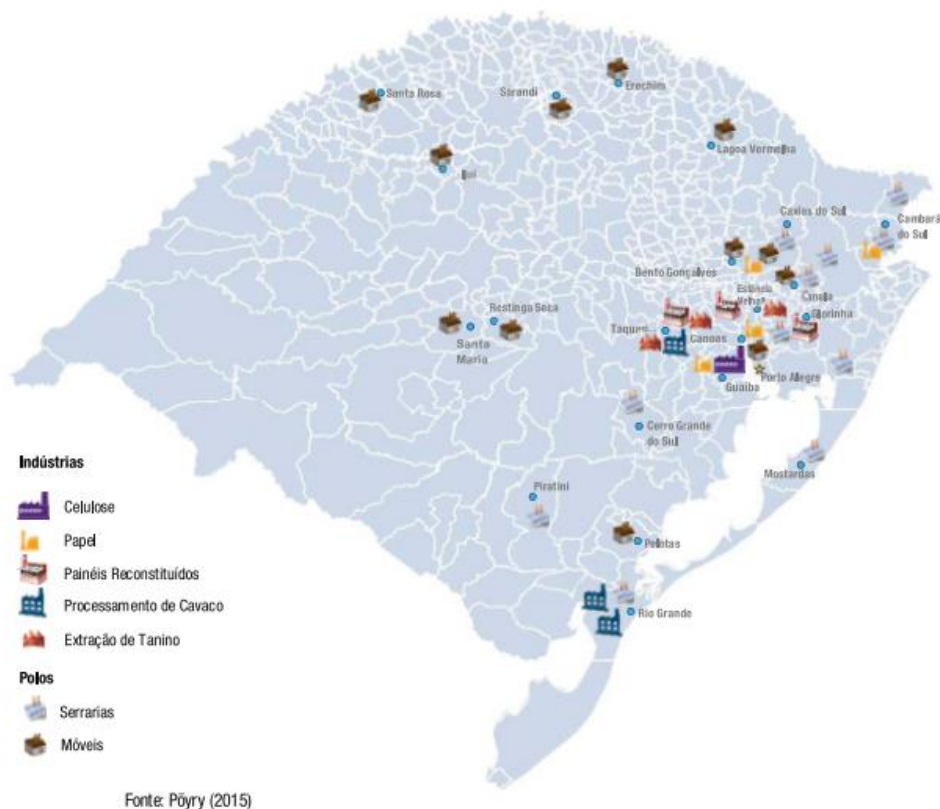 Erechim
Santa Rosa
Sarandi
Lagoa Vermelha
Ijuí
Caxias do Sul
Cambará
do Sul
Bento Gonçalves
Estância
Velha
Canela
Restinga Seca
Glorinha
Taquari
Canoas
Santa
Maria
Guaíba
Porto Alegre
Cerro Grande
do Sul
Mostardas
Piratini
Pelotas
Rio Grande
Indústrias
Celulose
Papel
Painéis Reconstituídos
Processamento de Cavaco
Extração de Tanino
Polos
Serrarias
Móveis
Fonte: Pöyry (2015)